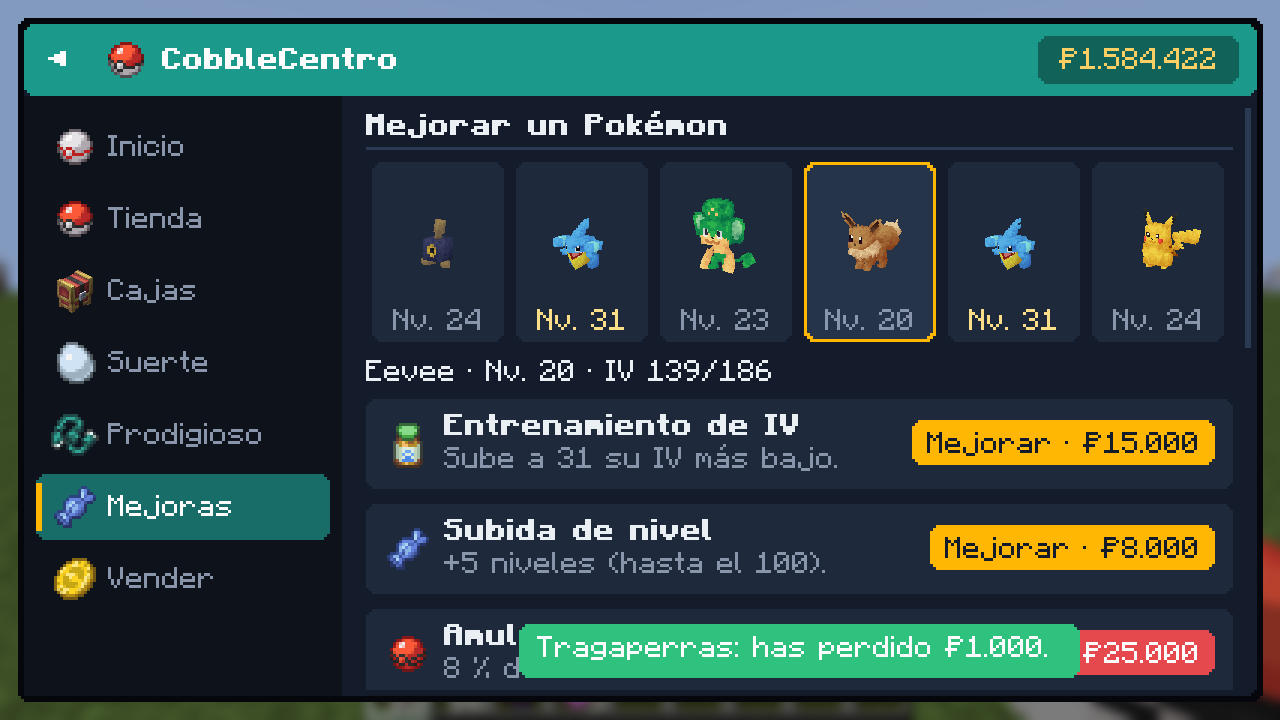 CobbleCentro
₽1.584.422
Inicio
Tienda
Cajas
Suerte
Prodigioso
Mejoras
Vender
Mejorar un Pokémon
Nv. 24
Nv. 31
Nv. 23
Nv. 20
Nv. 31
Nv. 24
Eevee · Nv. 20 · IV 139/186
Entrenamiento de IV
Sube a 31 su IV más bajo.
Mejorar · ₽15.000
Subida de nivel
+5 niveles (hasta el 100).
Mejorar · ₽8.000
8 %
Tragaperras: has perdido ₽1.000.
₽25.000